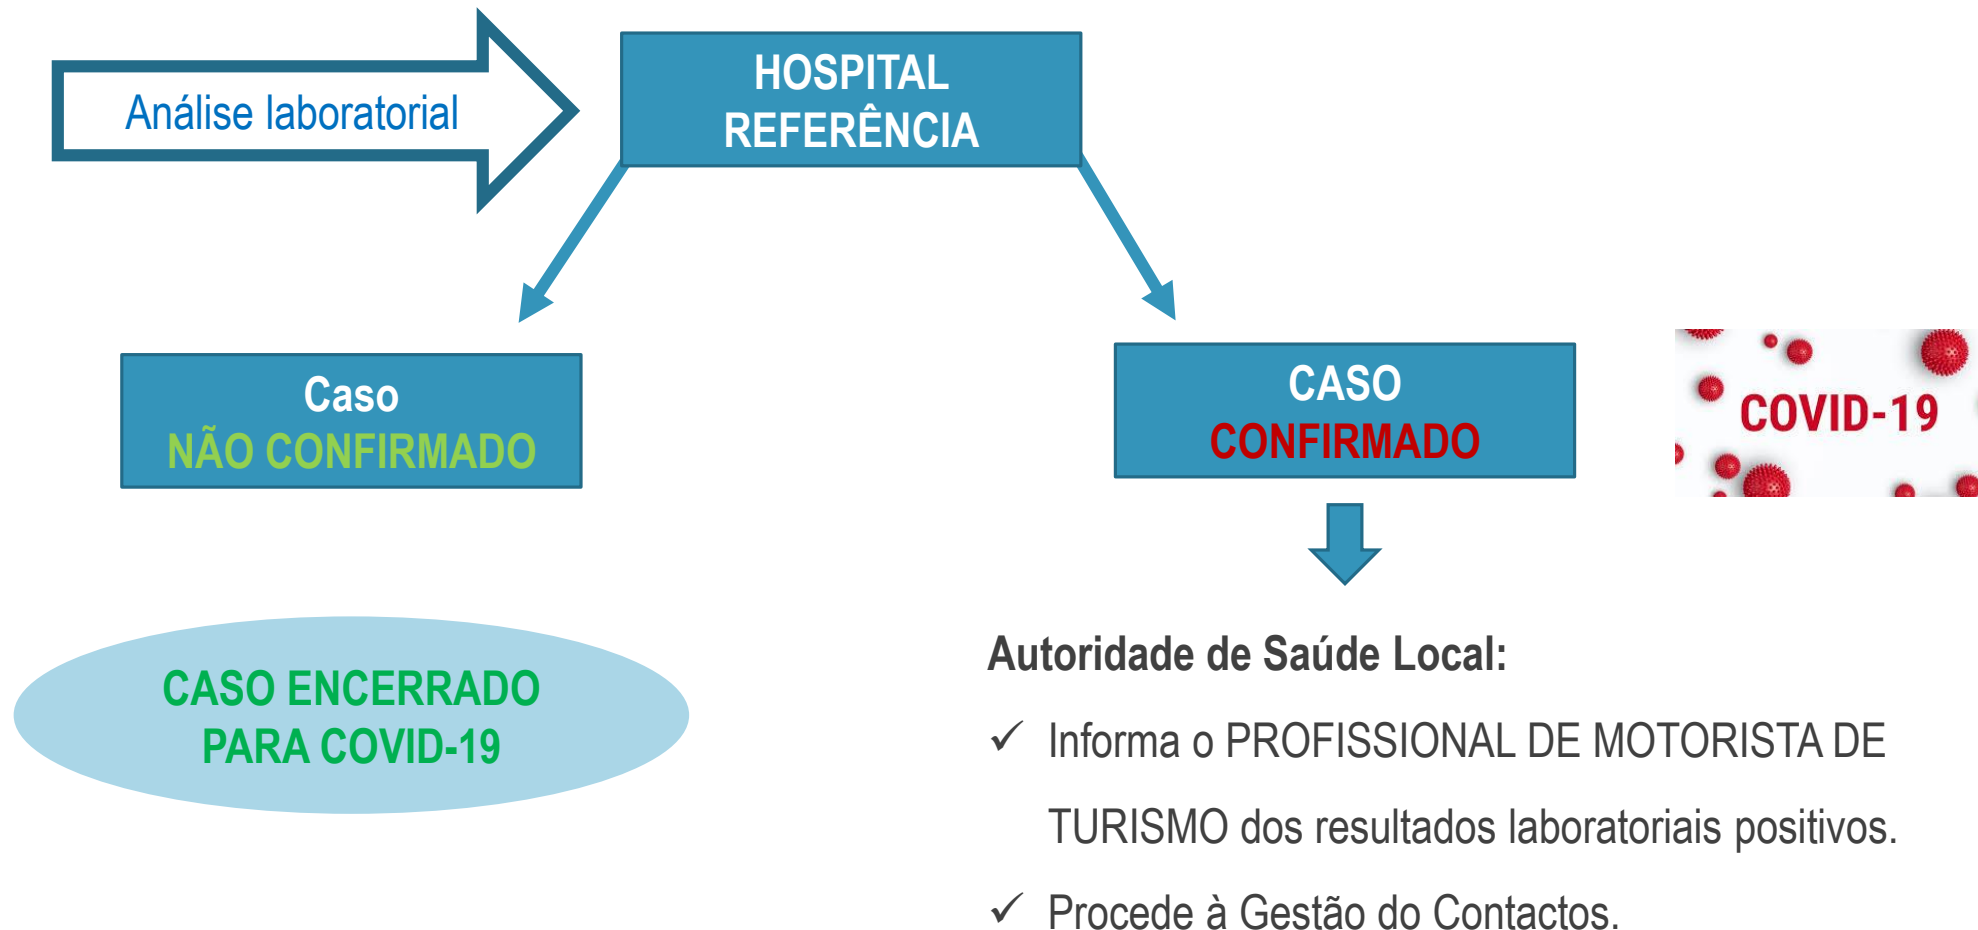 Análise laboratorial
HOSPITAL
REFERÊNCIA
Caso
NÃO CONFIRMADO
CASO
CONFIRMADO
COVID-19
CASO ENCERRADO
PARA COVID-19
Autoridade de Saúde Local:
✓ Informa o PROFISSIONAL DE MOTORISTA DE
TURISMO dos resultados laboratoriais positivos.
✓ Procede à Gestão do Contactos.